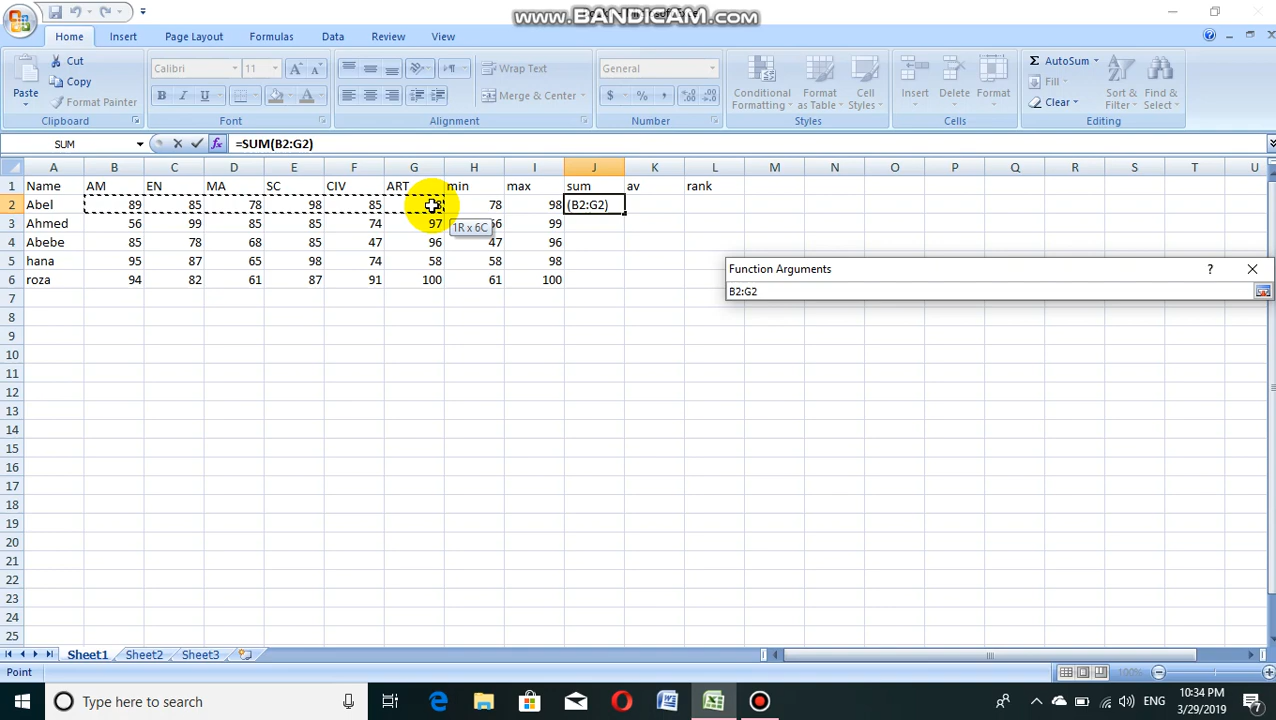 www.BANDICAM.com
Home Insert Page Layout Formulas Data Review View
Paste Cut Copy Format Painter Clipboard
Calibri 11 B I U A A A Font
Wrap Text Merge & Center Alignment
General $ % , Number
Conditional Formatting Format as Table Cell Styles Styles
Insert Delete Format Cells
Σ AutoSum Fill Clear Sort & Filter Find & Select Editing
SUM fx =SUM(B2:G2)
A B C D E F G H I J K L M N O P Q R S T U
1 Name AM EN MA SC CIV ART min max sum av rank
2 Abel 89 85 78 98 85 78 98 (B2:G2)
3 Ahmed 56 99 85 85 74 97 99
1R x 6C
4 Abebe 85 78 68 85 47 96 47 96
5 hana 95 87 65 98 74 58 58 98
6 roza 94 82 61 87 91 100 61 100
Function Arguments ?
B2:G2
7
8
9
10
11
12
13
14
15
16
17
18
19
20
21
22
23
24
25
Sheet1 Sheet2 Sheet3
Point 100%
Type here to search
ENG 10:34 PM
3/29/2019
7